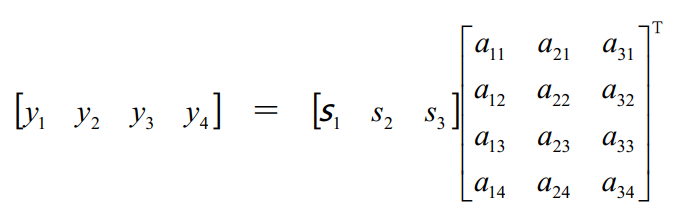 [y₁ y₂ y₃ y₄] = [s₁ s₂ s₃] [a₁₁ a₂₁ a₃₁
a₁₂ a₂₂ a₃₂
a₁₃ a₂₃ a₃₃
a₁₄ a₂₄ a₃₄]ᵀ